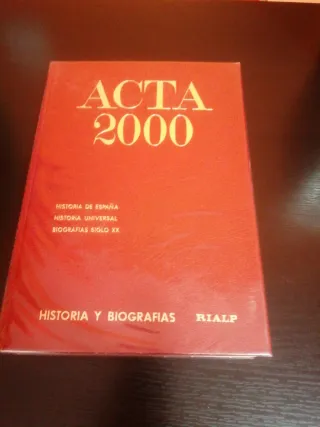 ACTA
2000
HISTORIA DE ESPAÑA
HISTORIA UNIVERSAL
BIOGRAFIAS SIGLO XX
HISTORIA Y BIOGRAFIAS RIALP